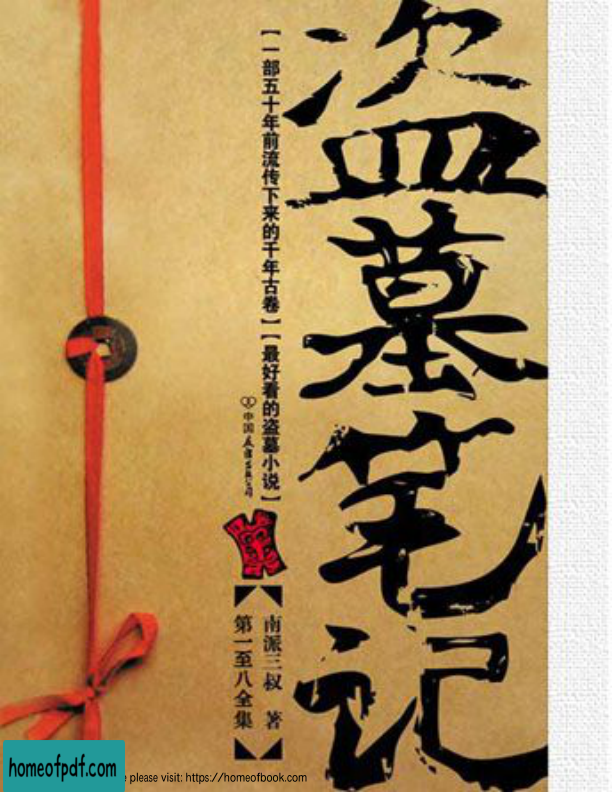 盗墓笔记
【一部五十年前流传下来的千年古卷】【最好看的盗墓小说】
中国友谊出版公司
南派三叔 著
第一至八全集
homeofpdf.com
please visit: https://homeofbook.com